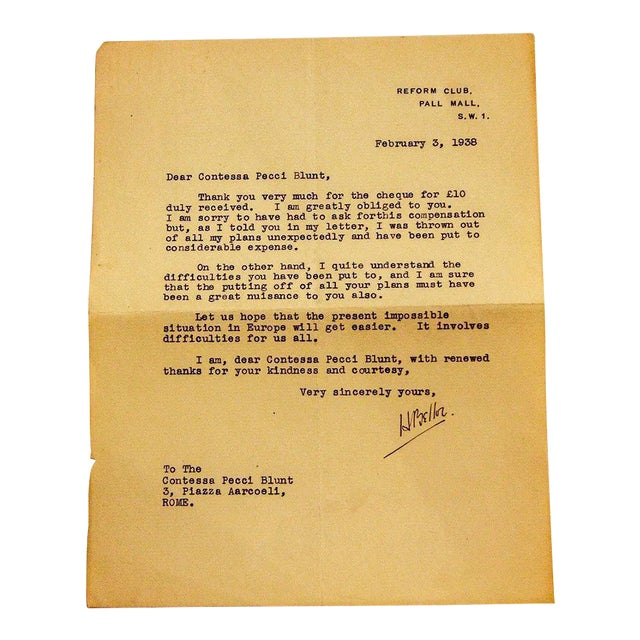 REFORM CLUB,
PALL MALL,
S.W.1.
February 3, 1938
Dear Contessa Pecci Blunt,
Thank you very much for the cheque for £10
duly received. I am greatly obliged to you.
I am sorry to have had to ask forthis compensation
but, as I told you in my letter, I was thrown out
of all my plans unexpectedly and have been put to
considerable expense.
On the other hand, I quite understand the
difficulties you have been put to, and I am sure
that the putting off of all your plans must have
been a great nuisance to you also.
Let us hope that the present impossible
situation in Europe will get easier. It involves
difficulties for us all.
I am, dear Contessa Pecci Blunt, with renewed
thanks for your kindness and courtesy,
Very sincerely yours,
H Belloc.
To The
Contessa Pecci Blunt
3, Piazza Aarcoeli,
ROME.